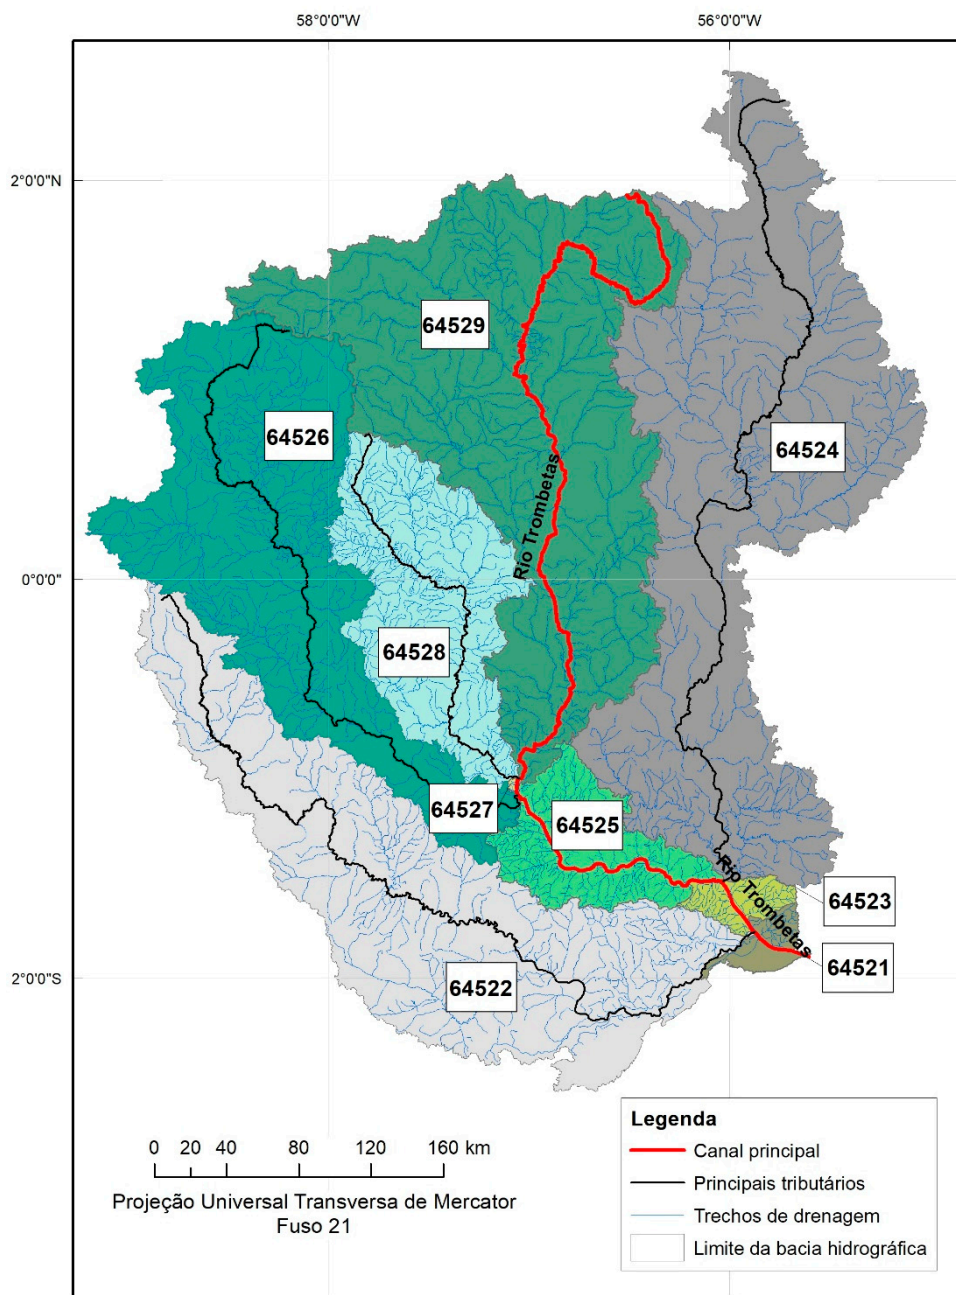 58°0'0"W
56°0'0"W
2°0'0"N
64529
64526
64524
Rio Trombetas
0°0'0"
64528
64527
64525
Rio Trombetas
64523
64521
64522
2°0'0"S
Legenda
Canal principal
Principais tributários
Trechos de drenagem
Limite da bacia hidrográfica
0 20 40 80 120 160 km
Projeção Universal Transversa de Mercator
Fuso 21